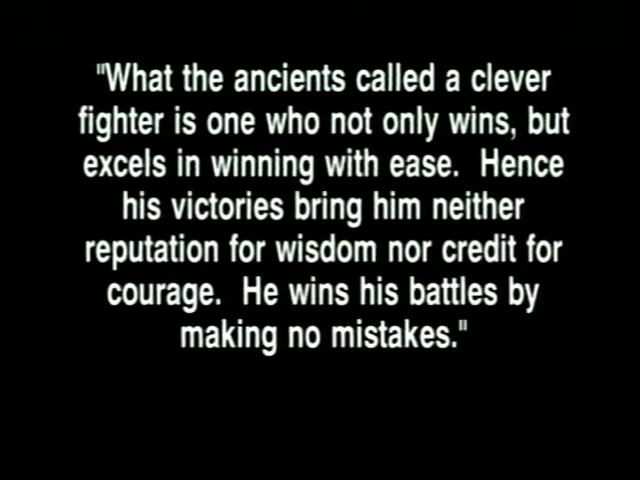 "What the ancients called a clever
fighter is one who not only wins, but
excels in winning with ease.  Hence
his victories bring him neither
reputation for wisdom nor credit for
courage.  He wins his battles by
making no mistakes."